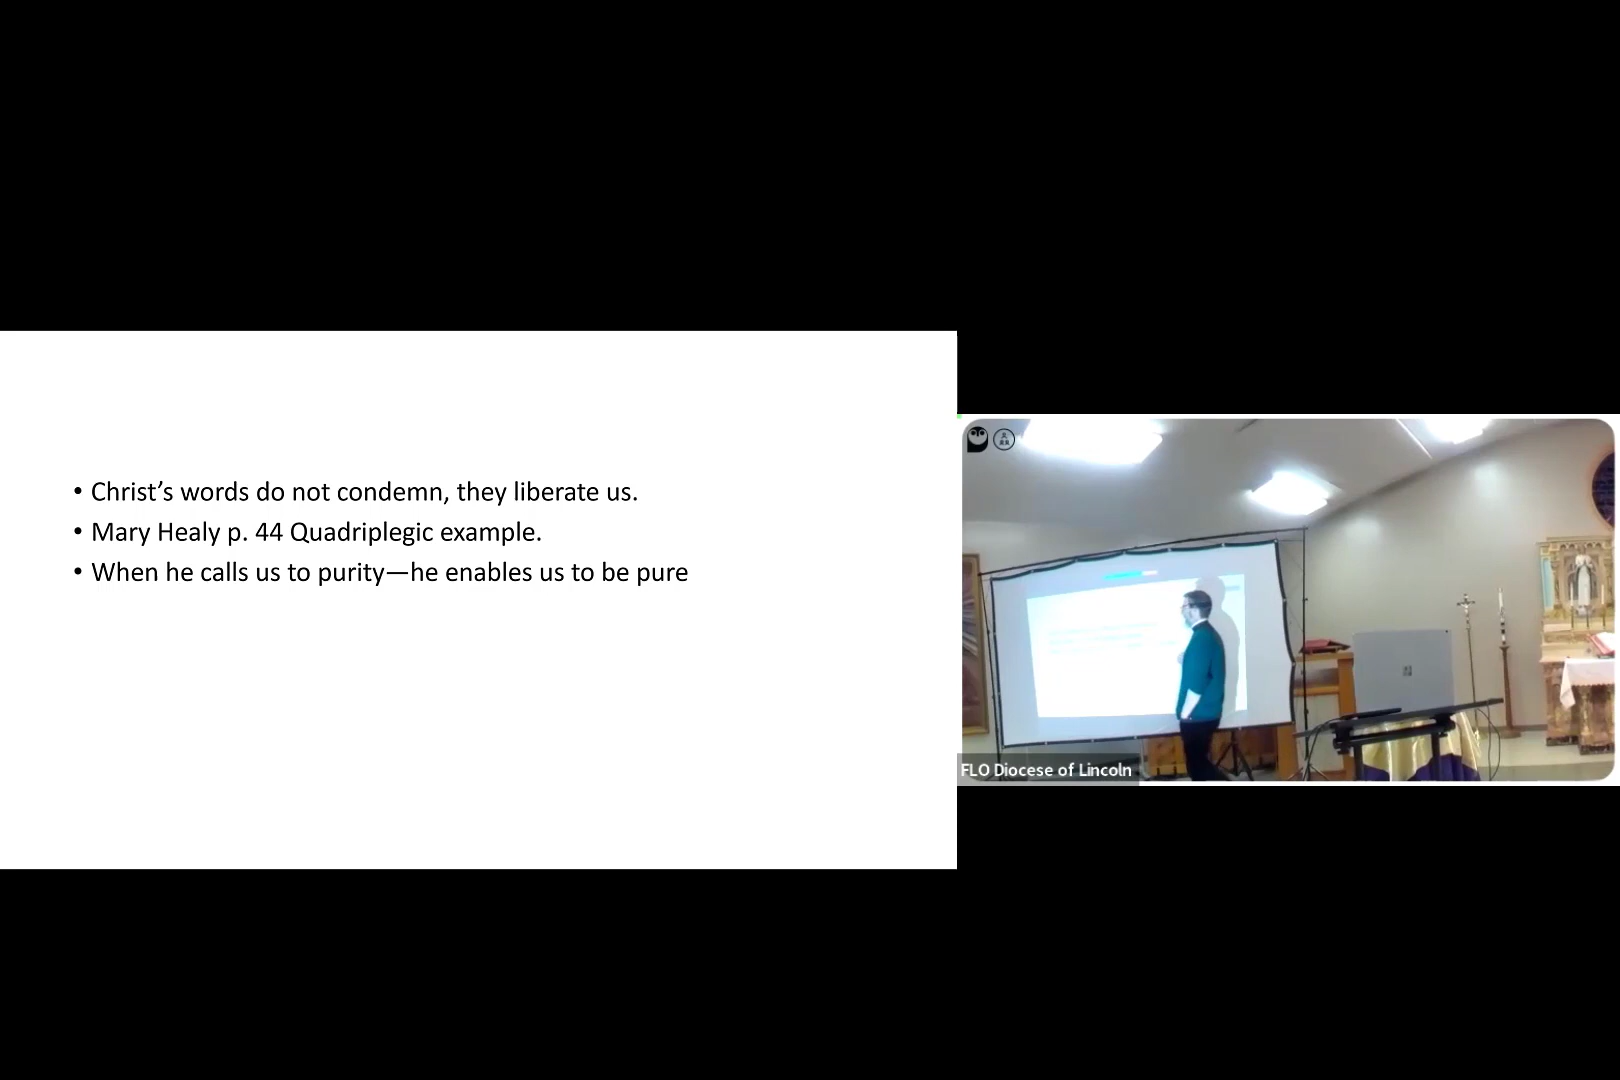 • Christ’s words do not condemn, they liberate us.
• Mary Healy p. 44 Quadriplegic example.
• When he calls us to purity—he enables us to be pure
FLO Diocese of Lincoln